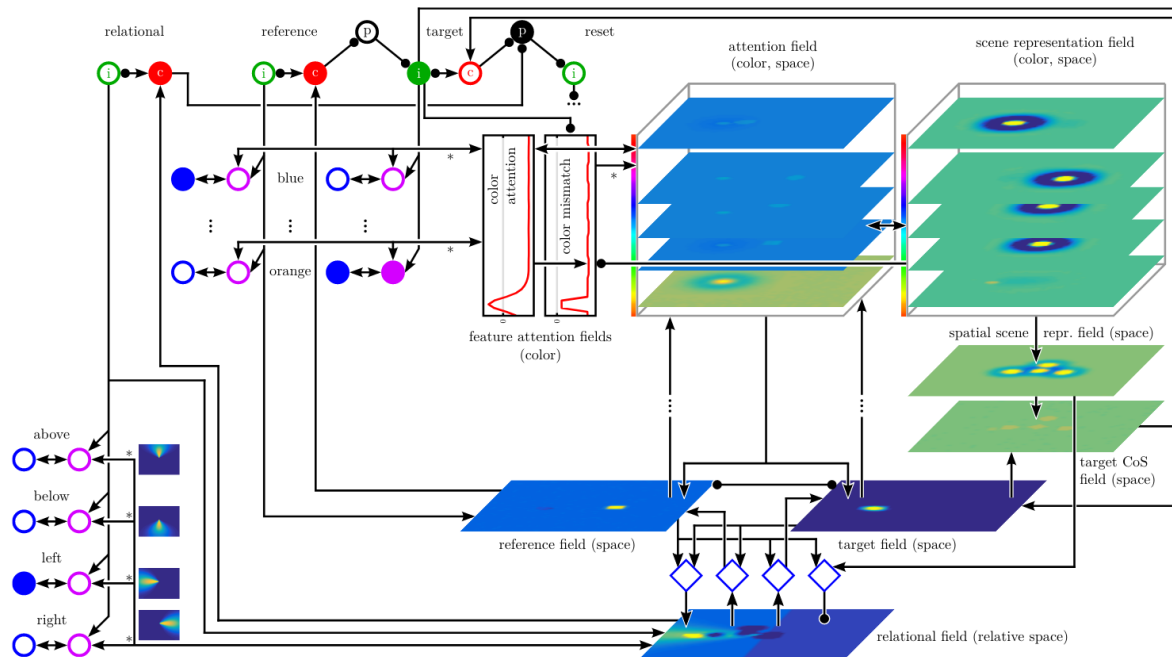 relational
reference
target
reset
p
p
i
c
i
c
i
c
i
...
attention field
(color, space)
scene representation field
(color, space)
*
blue
*
...
...
...
orange
*
color
attention
color mismatch
0
0
feature attention fields
(color)
spatial scene
repr. field (space)
...
...
above
*
below
*
left
*
right
*
target CoS
field (space)
reference field (space)
target field (space)
relational field (relative space)